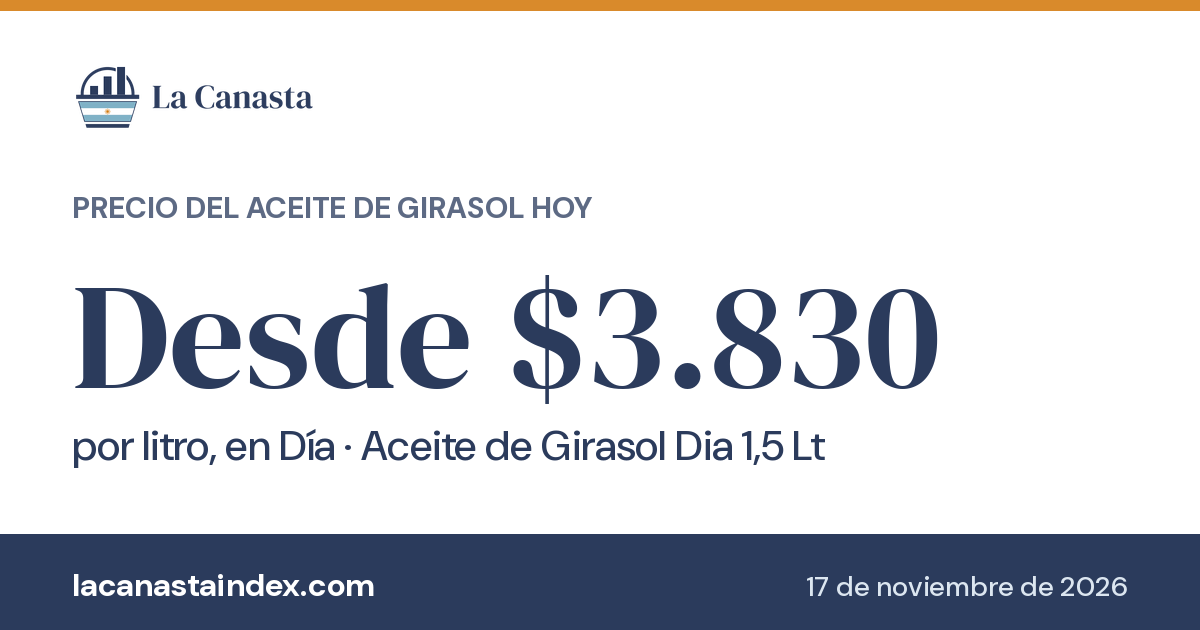 La Canasta
PRECIO DEL ACEITE DE GIRASOL HOY
Desde $3.830
por litro, en Día · Aceite de Girasol Dia 1,5 Lt
lacanastaindex.com
17 de noviembre de 2026